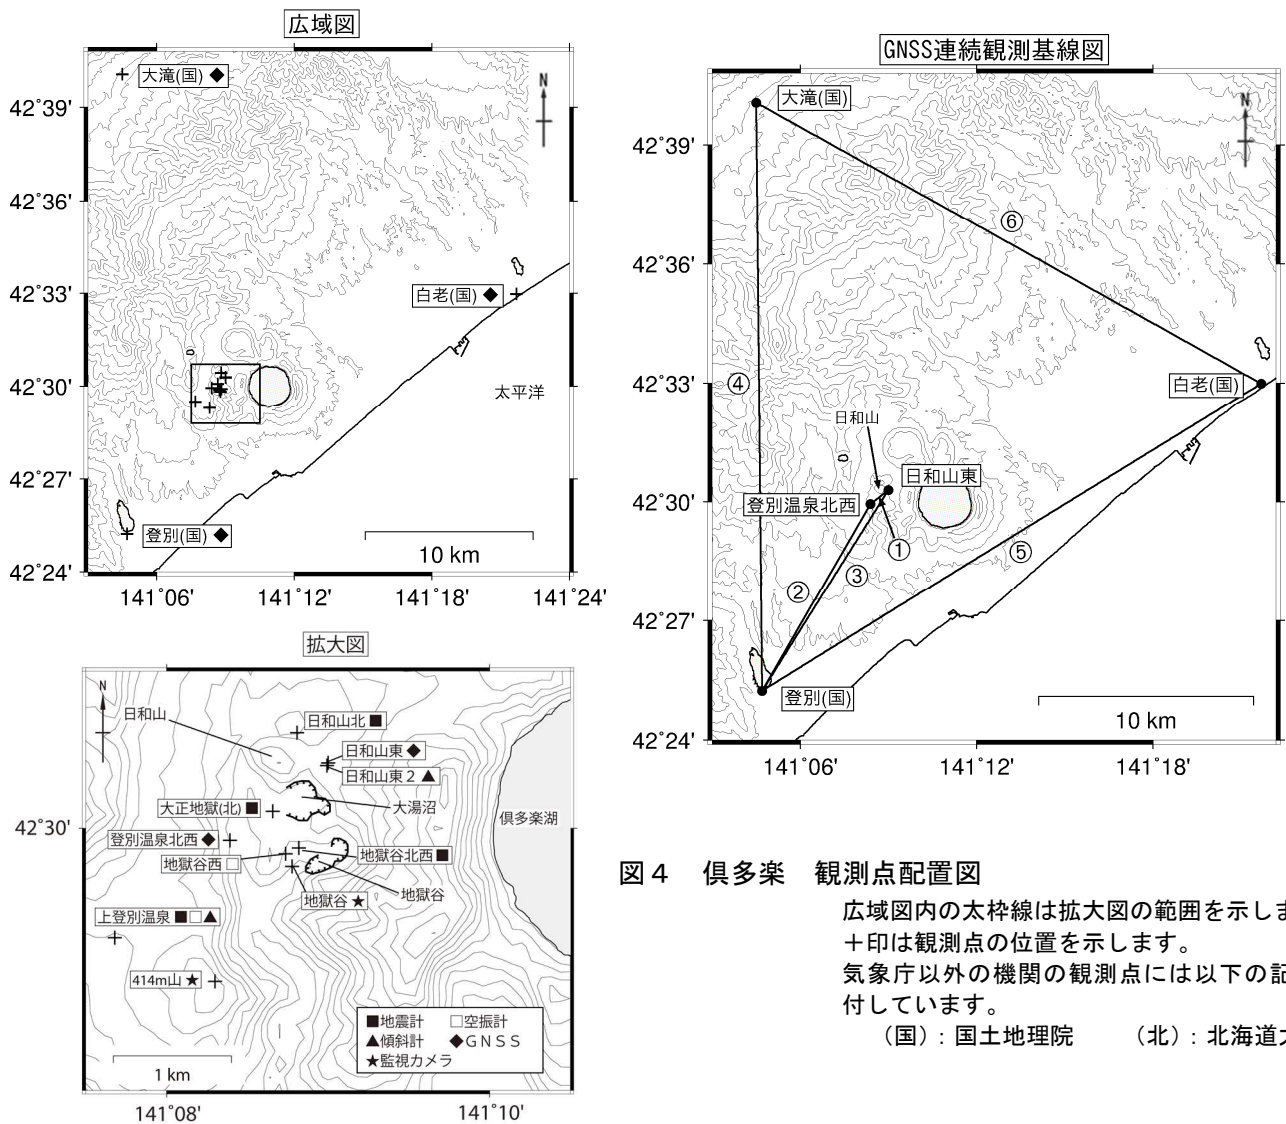 広域図
N
大滝(国) ◆
42°39'
42°36'
42°33'
白老(国) ◆
42°30'
太平洋
42°27'
登別(国) ◆
10 km
42°24'
141°06'
141°12'
141°18'
141°24'
GNSS連続観測基線図
大滝(国)
N
42°39'
⑥
42°36'
④
42°33'
白老(国)
日和山
日和山東
登別温泉北西
42°30'
①
⑤
③
②
42°27'
登別(国)
10 km
42°24'
141°06'
141°12'
141°18'
拡大図
N
日和山
日和山北 ■
日和山東 ◆
日和山東２ ▲
大正地獄(北) ■
大湯沼
倶多楽湖
42°30'
登別温泉北西 ◆
地獄谷西 □
地獄谷北西 ■
地獄谷
地獄谷 ★
上登別温泉 ■□▲
414m山 ★
■地震計 □空振計
▲傾斜計 ◆ＧＮＳＳ
★監視カメラ
1 km
141°08'
141°10'
図４ 倶多楽 観測点配置図
広域図内の太枠線は拡大図の範囲を示しま
＋印は観測点の位置を示します。
気象庁以外の機関の観測点には以下の記
付しています。
（国）：国土地理院 （北）：北海道